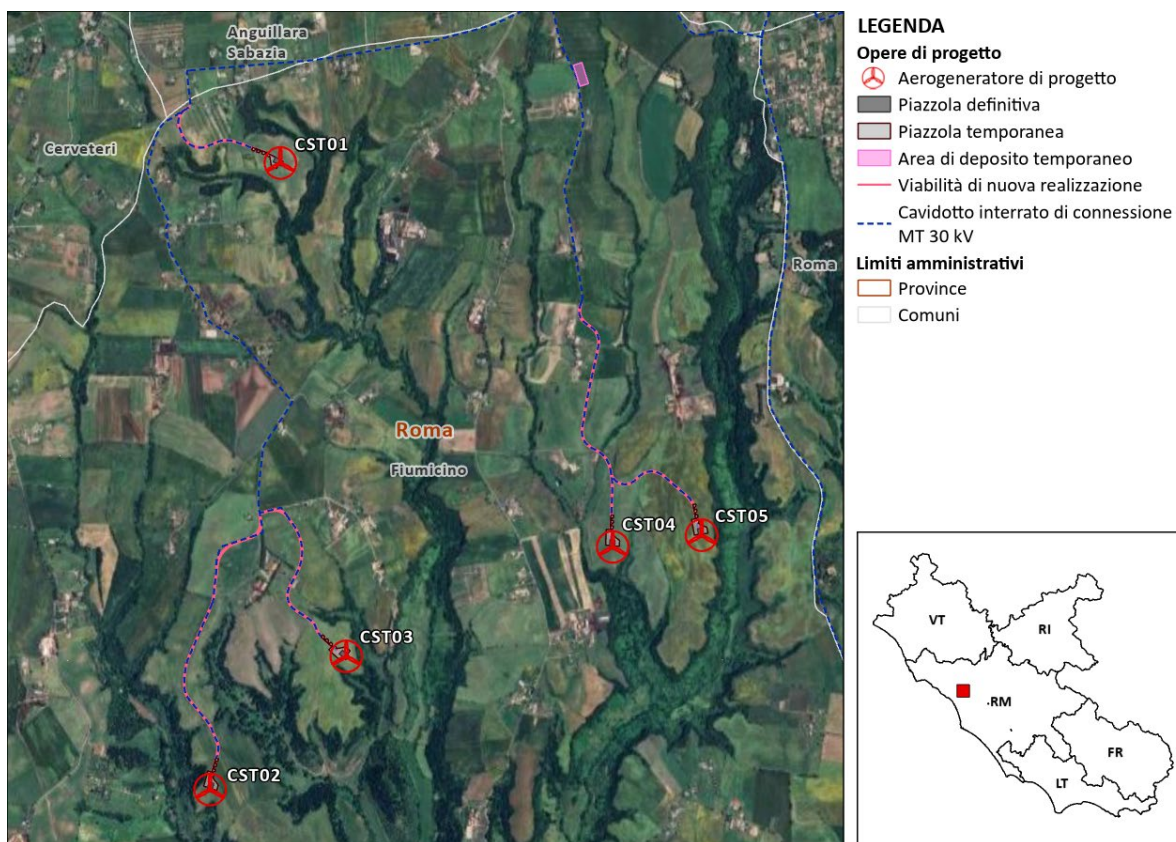 Anguillara
Sabazia
Cerveteri
CST01
Roma
Roma
Fiumicino
CST04
CST05
CST03
CST02
LEGENDA
Opere di progetto
Aerogeneratore di progetto
Piazzola definitiva
Piazzola temporanea
Area di deposito temporaneo
Viabilità di nuova realizzazione
Cavidotto interrato di connessione
MT 30 kV
Limiti amministrativi
Province
Comuni
VT
RI
RM
FR
LT